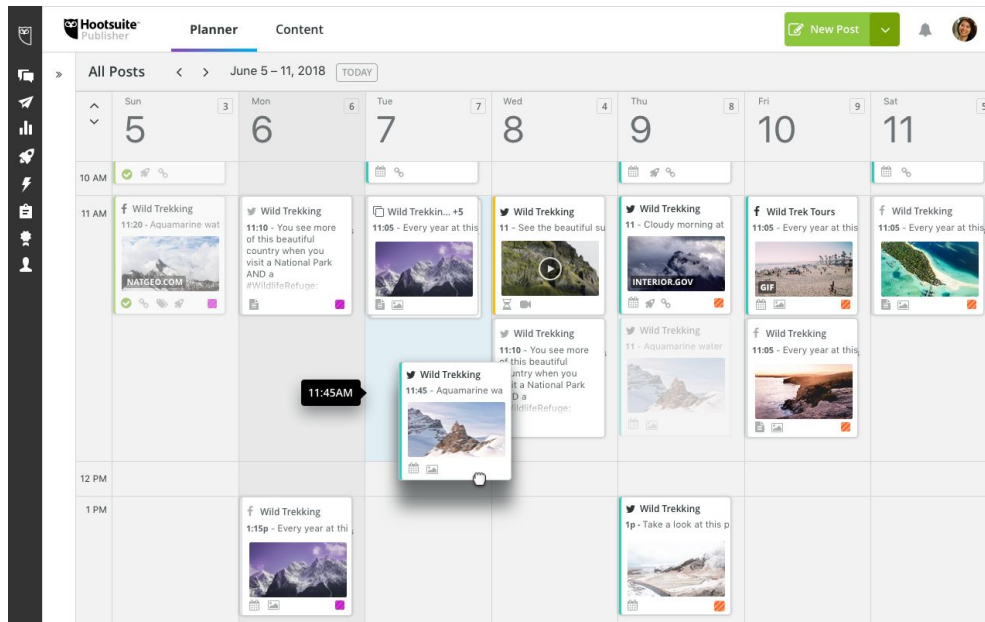 Hootsuite™
Publisher
Planner
Content
New Post
All Posts
June 5 – 11, 2018
TODAY
Sun
3
5
Mon
6
6
Tue
7
7
Wed
4
8
Thu
8
9
Fri
9
10
Sat
5
11
10 AM
11 AM
12 PM
1 PM
Wild Trekking
11:20 - Aquamarine wat
NATGEO.COM
Wild Trekking
11:10 - You see more
of this beautiful
country when you
visit a National Park
AND a
#WildlifeRefuge:
Wild Trekkin... +5
11:05 - Every year at this
Wild Trekking
11 - See the beautiful su
Wild Trekking
11 - Cloudy morning at
INTERIOR.GOV
Wild Trek Tours
11:05 - Every year at this
GIF
Wild Trekking
11:05 - Every year at this
Wild Trekking
11:10 - You see more
of this beautiful
untry when you
it a National Park
D a
ildlifeRefuge:
Wild Trekking
11 - Aquamarine water
Wild Trekking
11:05 - Every year at this
11:45AM
Wild Trekking
11:45 - Aquamarine wa
Wild Trekking
1:15p - Every year at thi
Wild Trekking
1p - Take a look at this p